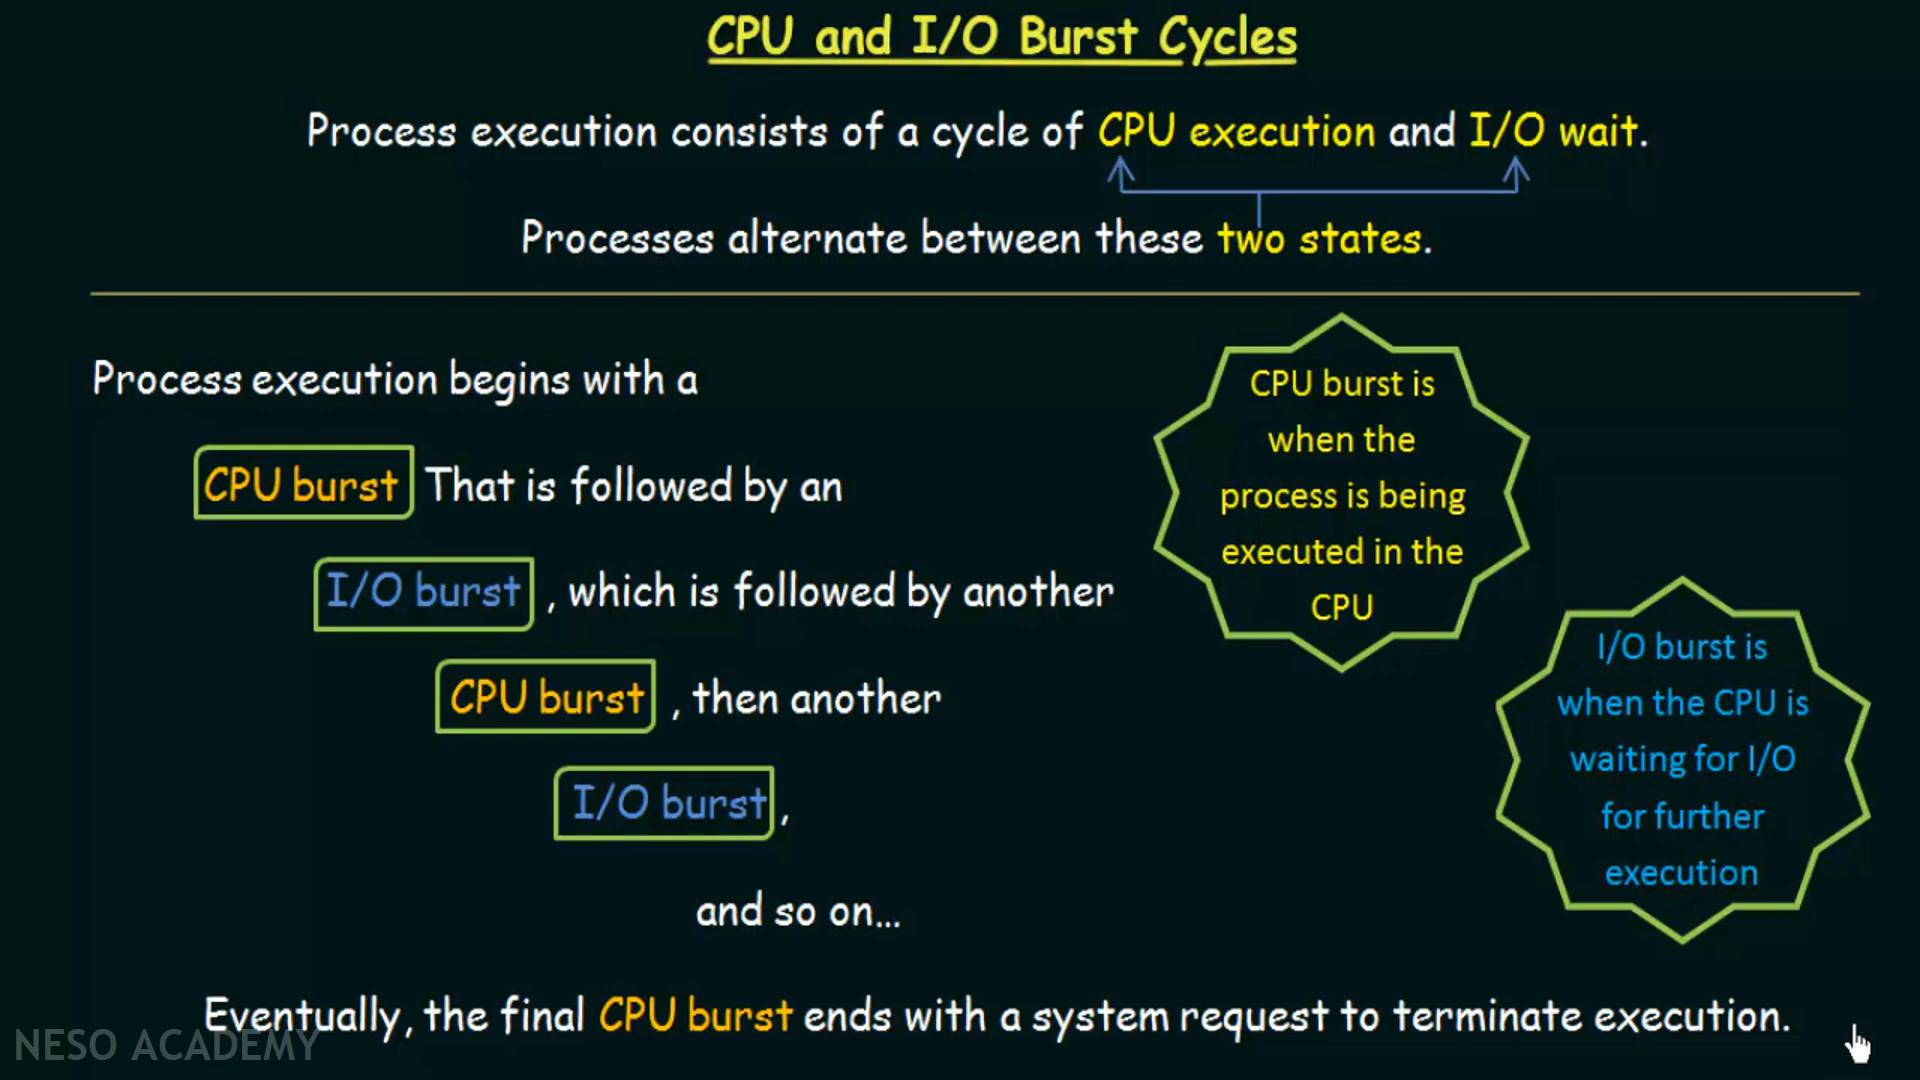 CPU and I/O Burst Cycles
Process execution consists of a cycle of CPU execution and I/O wait.
Processes alternate between these two states.
Process execution begins with a
CPU burst That is followed by an
I/O burst , which is followed by another
CPU burst , then another
I/O burst ,
and so on...
CPU burst is
when the
process is being
executed in the
CPU
I/O burst is
when the CPU is
waiting for I/O
for further
execution
Eventually, the final CPU burst ends with a system request to terminate execution.
NESO ACADEMY